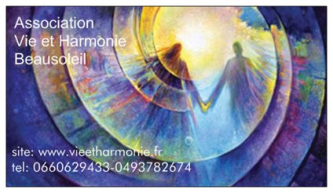 Association
Vie et Harmonie
Beausoleil
site: www.vieetharmonie.fr
tel: 0660629433-0493782674